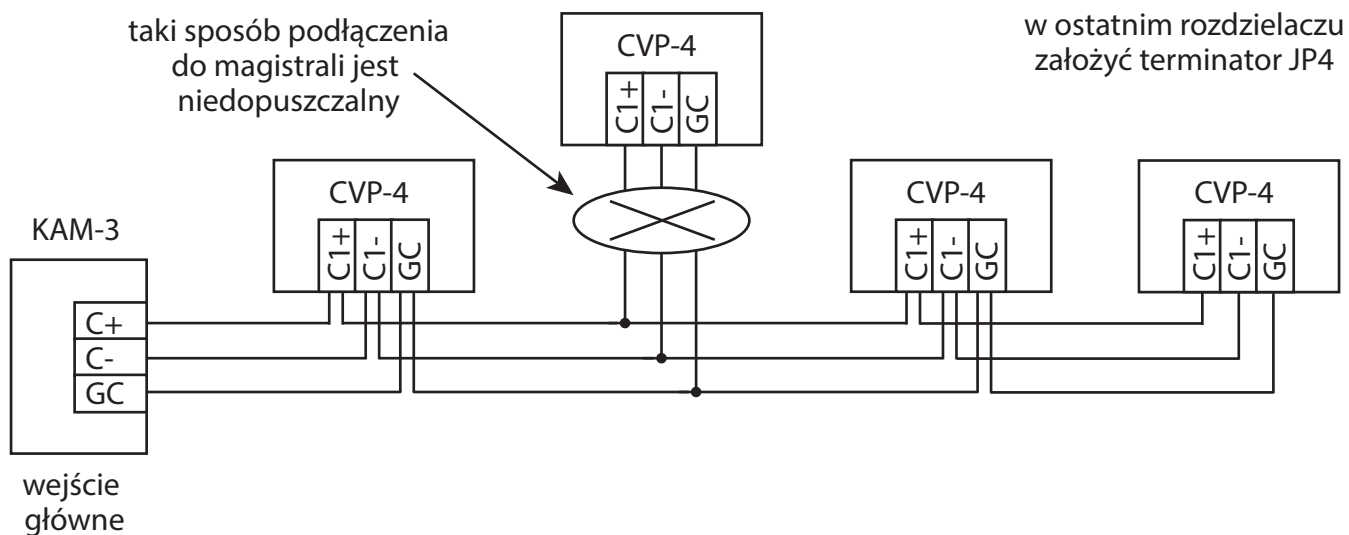 taki sposób podłączenia
do magistrali jest
niedopuszczalny
CVP-4
C1+
C1-
GC
w ostatnim rozdzielaczu
założyć terminator JP4
CVP-4
C1+
C1-
GC
CVP-4
C1+
C1-
GC
CVP-4
C1+
C1-
GC
KAM-3
C+
C-
GC
wejście
główne